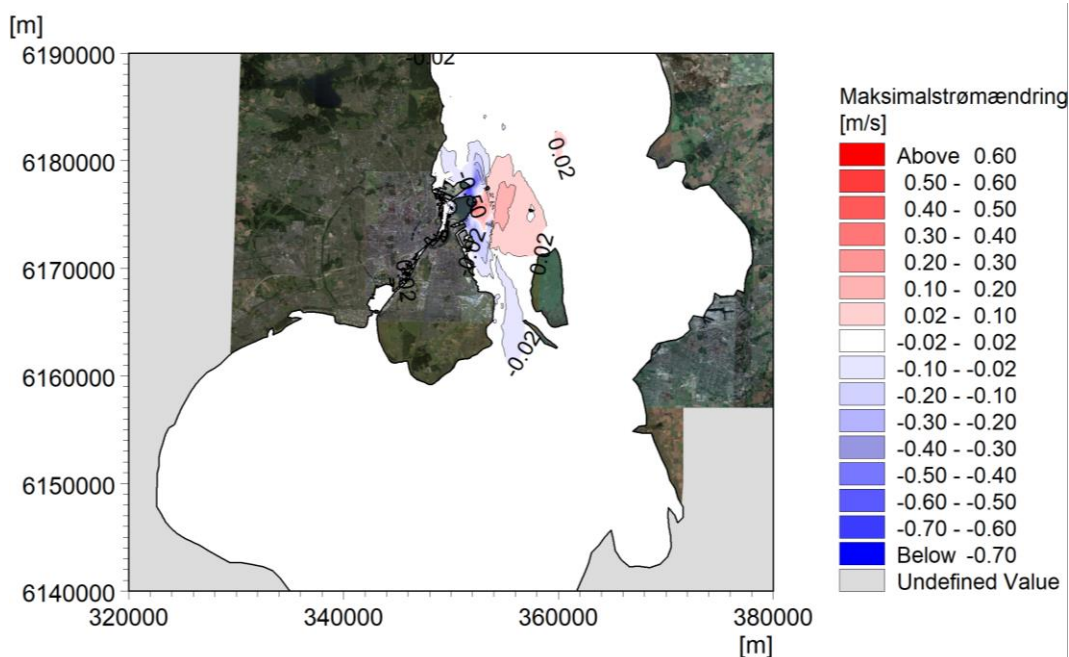 [m]
6190000
6180000
6170000
6160000
6150000
6140000
320000
340000
360000
380000
[m]
-0.02
0.02
0.02
-0.02
Maksimalstrømændring
[m/s]
Above 0.60
0.50 - 0.60
0.40 - 0.50
0.30 - 0.40
0.20 - 0.30
0.10 - 0.20
0.02 - 0.10
-0.02 - 0.02
-0.10 - -0.02
-0.20 - -0.10
-0.30 - -0.20
-0.40 - -0.30
-0.50 - -0.40
-0.60 - -0.50
-0.70 - -0.60
Below -0.70
Undefined Value